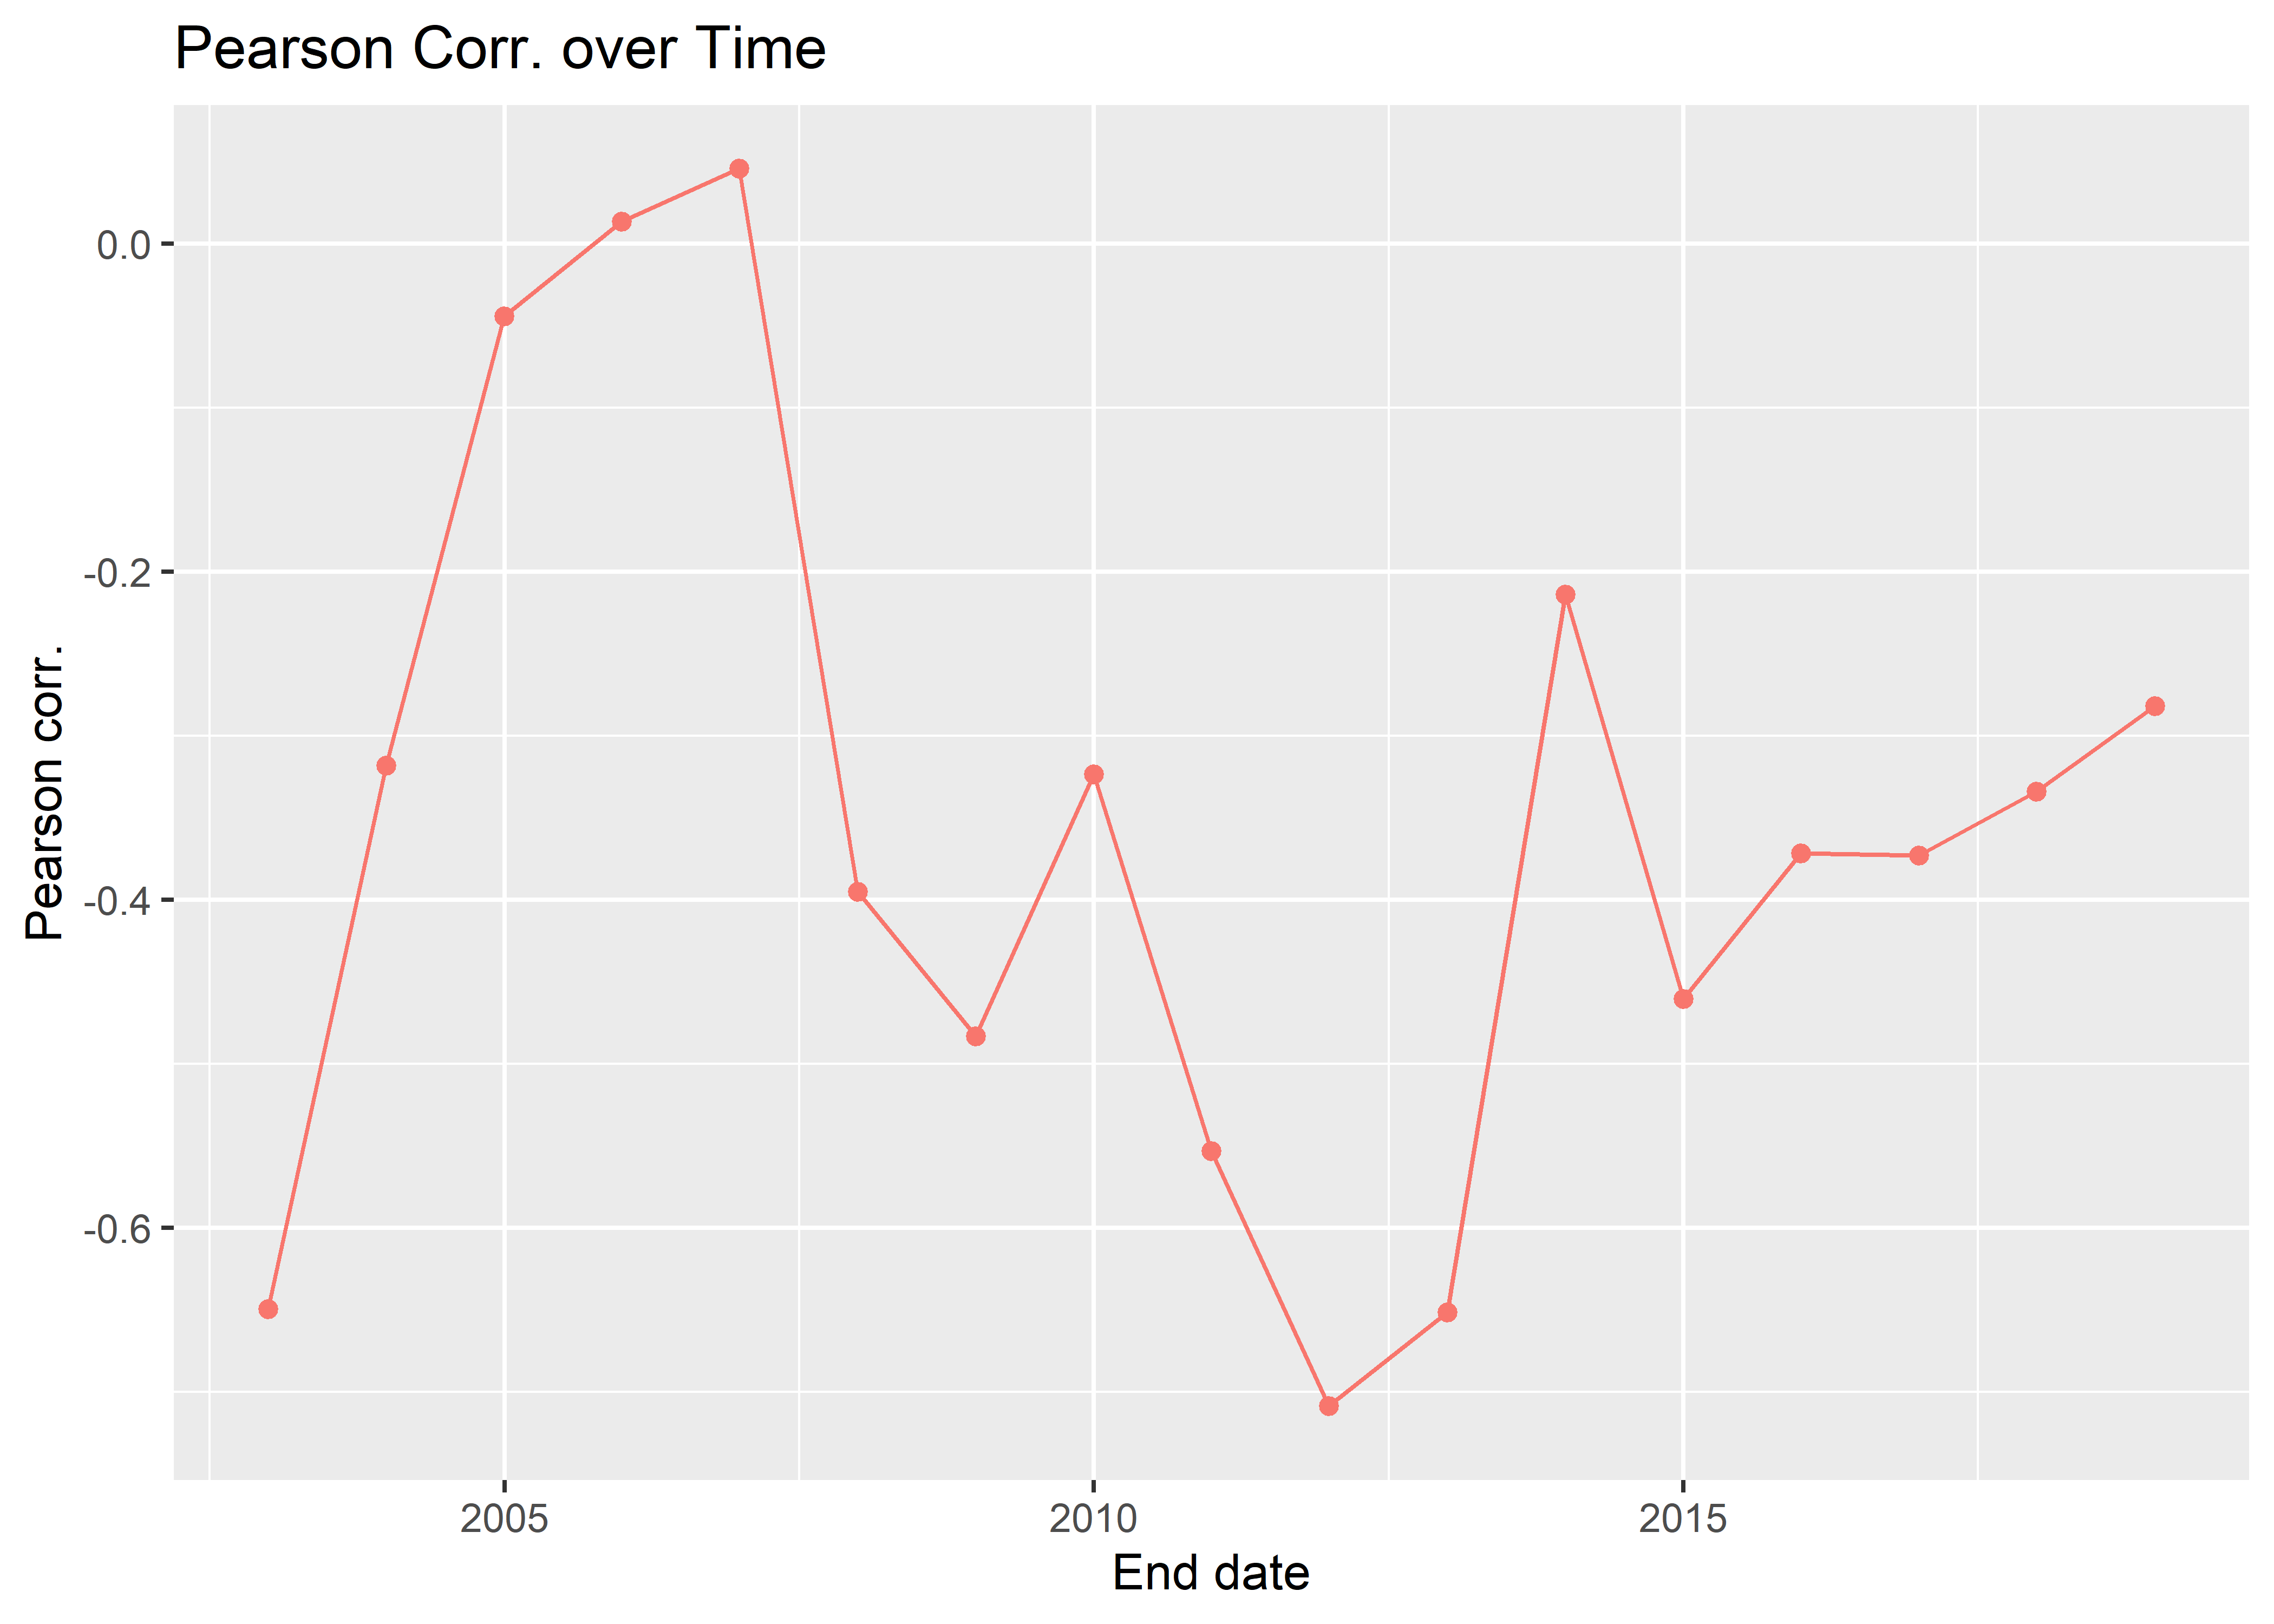 Pearson Corr. over Time
Pearson corr.
0.0
-0.2
-0.4
-0.6
2005 2010 2015
End date